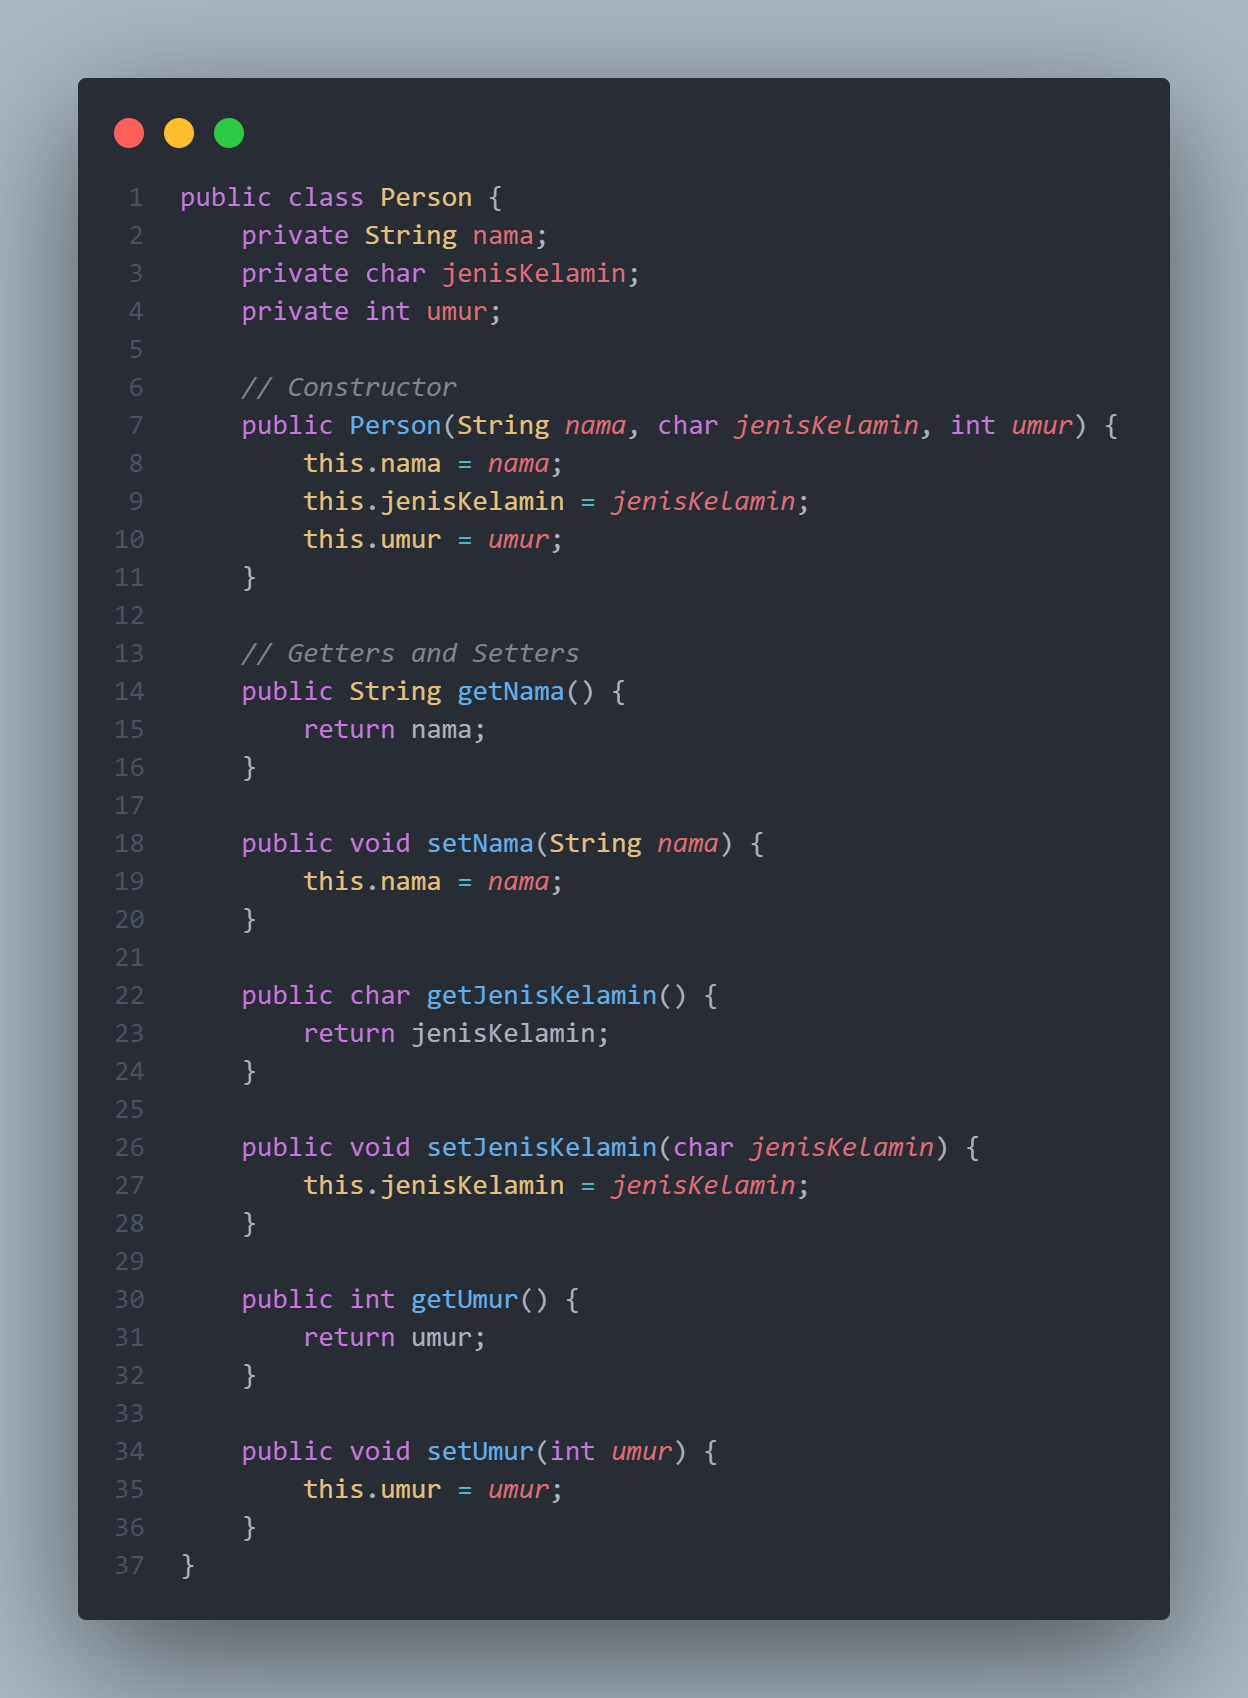 1 public class Person {
2     private String nama;
3     private char jenisKelamin;
4     private int umur;
5
6     // Constructor
7     public Person(String nama, char jenisKelamin, int umur) {
8         this.nama = nama;
9         this.jenisKelamin = jenisKelamin;
10         this.umur = umur;
11     }
12
13     // Getters and Setters
14     public String getNama() {
15         return nama;
16     }
17
18     public void setNama(String nama) {
19         this.nama = nama;
20     }
21
22     public char getJenisKelamin() {
23         return jenisKelamin;
24     }
25
26     public void setJenisKelamin(char jenisKelamin) {
27         this.jenisKelamin = jenisKelamin;
28     }
29
30     public int getUmur() {
31         return umur;
32     }
33
34     public void setUmur(int umur) {
35         this.umur = umur;
36     }
37 }